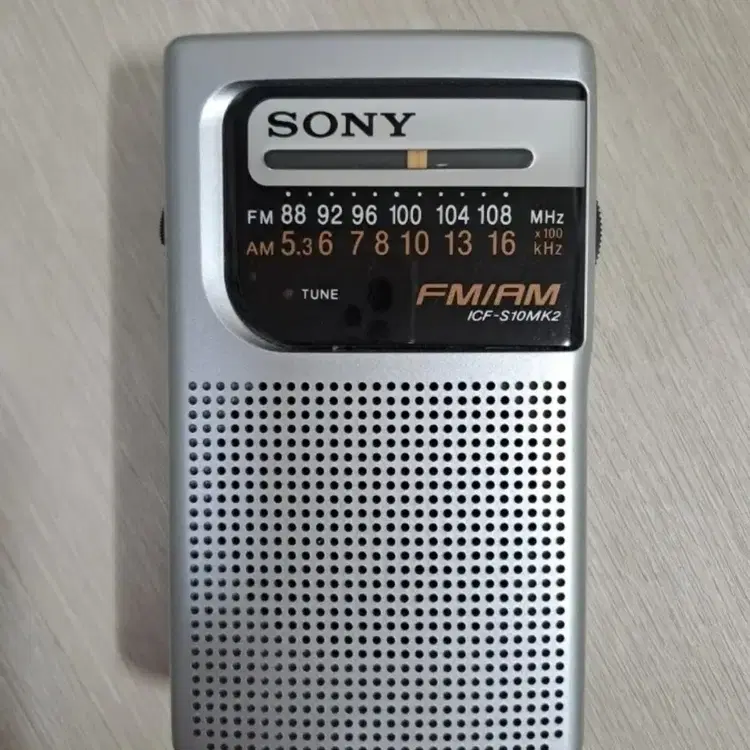 SONY
FM 88 92 96 100 104 108 MHz
AM 5.3 6 7 8 10 13 16 x100 kHz
TUNE
FM/AM
ICF-S10MK2